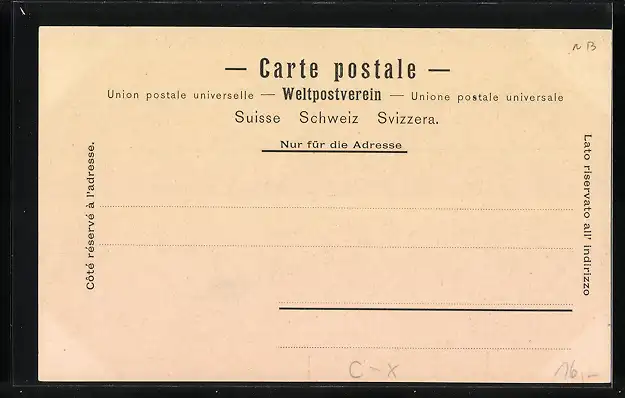 N B
— Carte postale —
Union postale universelle — Weltpostverein — Unione postale universale
Suisse Schweiz Svizzera.
Nur für die Adresse
Côté réservé à l'adresse.
Lato riservato all' indirizzo
C – X
16.–